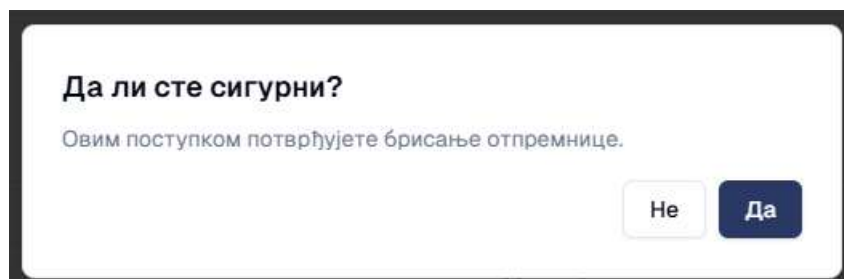 Да ли сте сигурни?
Овим поступком потврђујете брисање отпремнице.
Не
Да